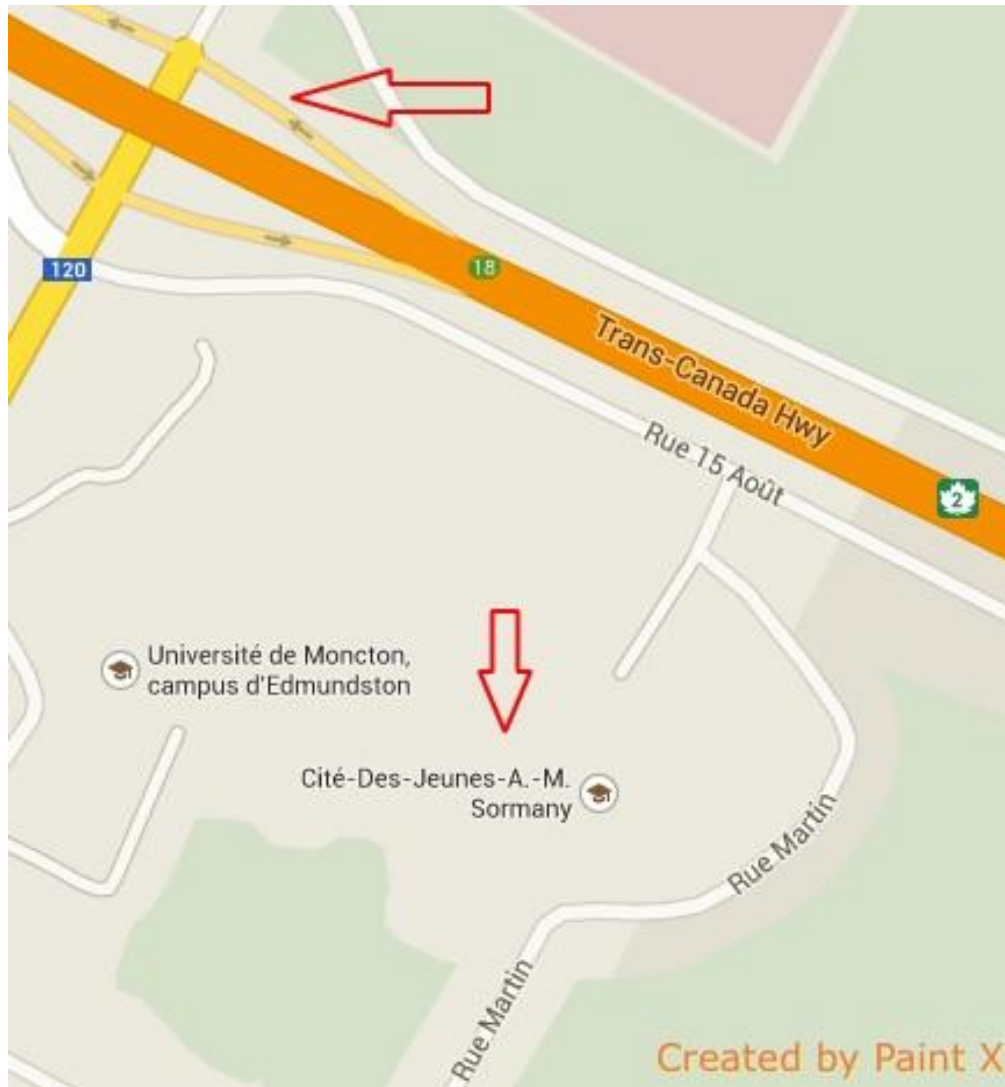 120
18
Trans-Canada Hwy
2
Rue 15 Août
Université de Moncton,
campus d'Edmundston
Cité-Des-Jeunes-A.-M.
Sormany
Rue Martin
Rue Martin
Created by Paint X